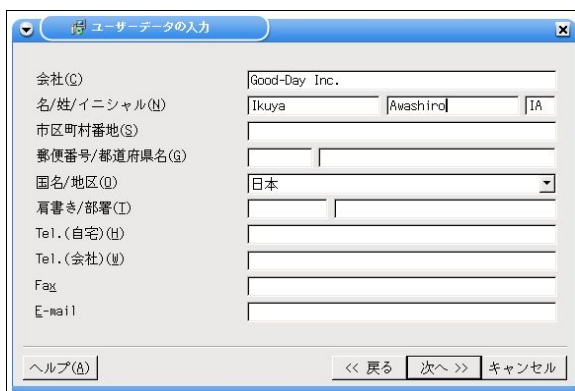 ユーザーデータの入力
会社(C) Good-Day Inc.
名/姓/イニシャル(N) Ikuya Awashiro IA
市区町村番地(S)
郵便番号/都道府県名(G)
国名/地区(O) 日本
肩書き/部署(T)
Tel.(自宅)(H)
Tel.(会社)(W)
Fax
E-mail
ヘルプ(A) << 戻る 次へ >> キャンセル